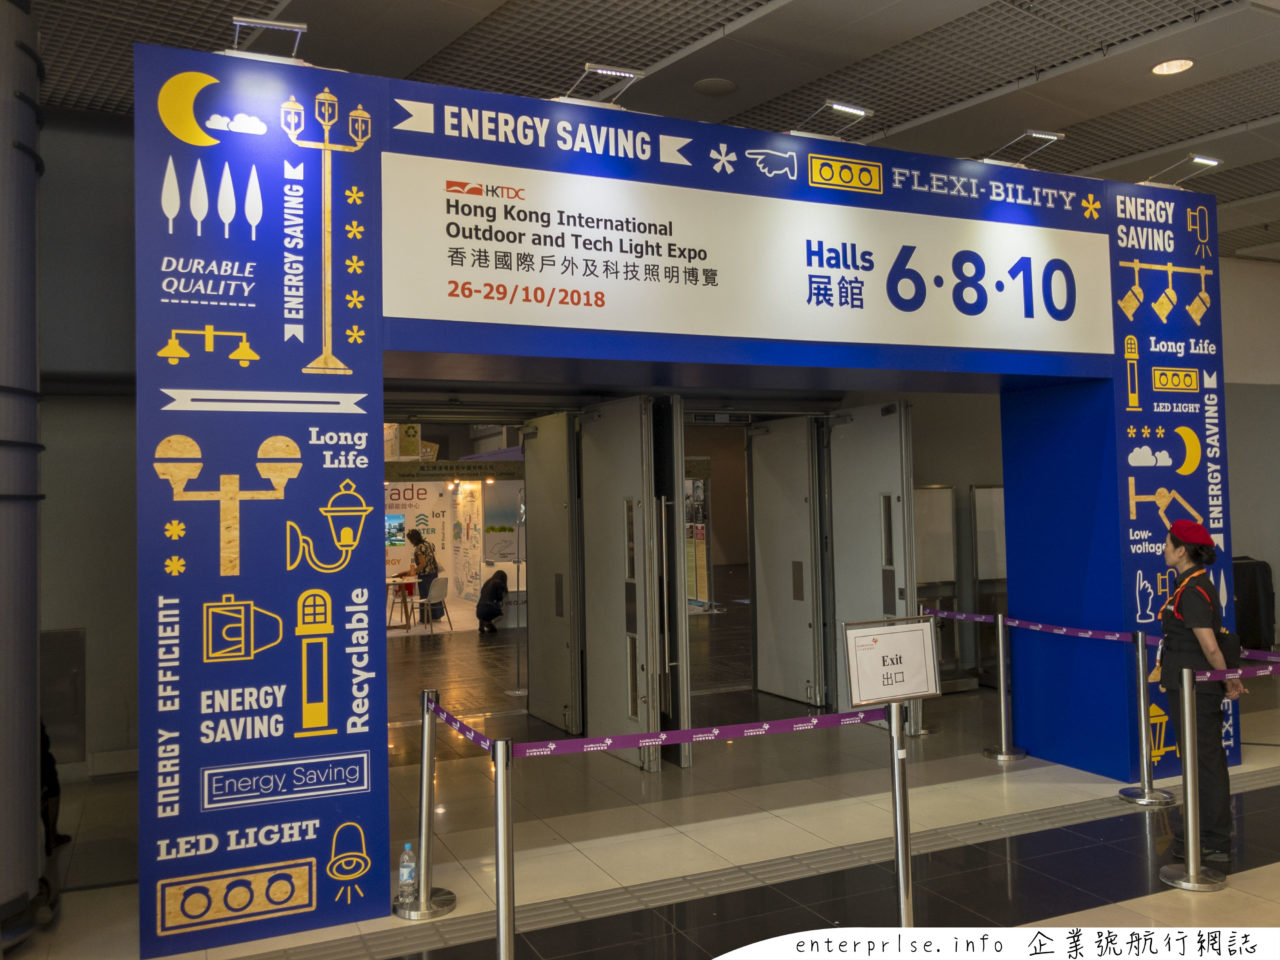 ENERGY SAVING
FLEXI-BILITY
HKTDC
Hong Kong International
Outdoor and Tech Light Expo
香港國際戶外及科技照明博覽
26-29/10/2018
Halls
展館
6·8·10
DURABLE
QUALITY
ENERGY SAVING
Long
Life
ENERGY EFFICIENT
Recyclable
ENERGY
SAVING
Energy Saving
LED LIGHT
ENERGY
SAVING
Long Life
LED LIGHT
ENERGY SAVING
Low-
voltage
IoT
Exit
出口
enterpr1se.info 企業號航行網誌